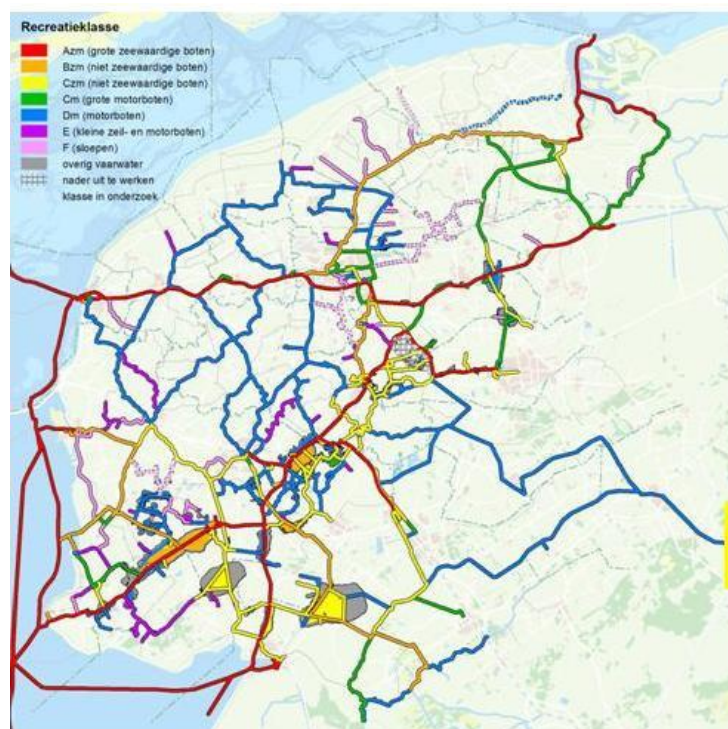 Recreatieklasse
Azm (grote zeewaardige boten)
Bzm (niet zeewaardige boten)
Czm (niet zeewaardige boten)
Cm (grote motorboten)
Dm (motorboten)
E (kleine zeil- en motorboten)
F (sloepen)
overig vaarwater
nader uit te werken
klasse in onderzoek